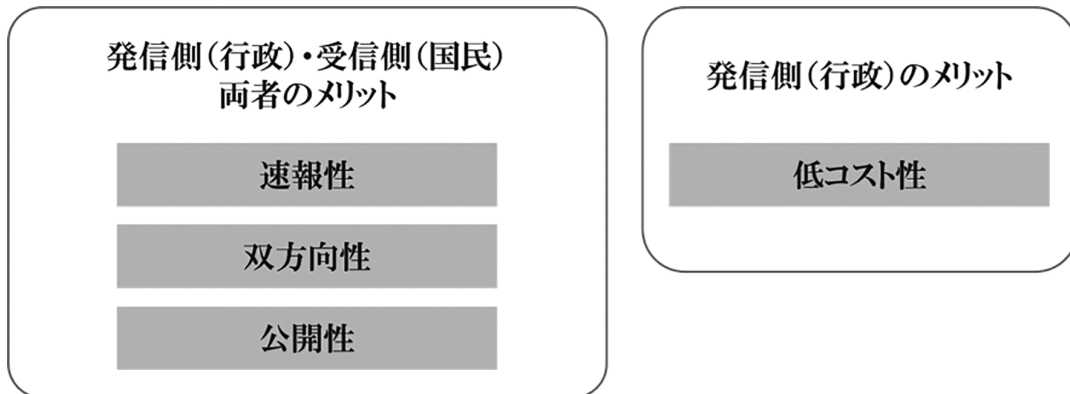 発信側（行政）・受信側（国民）
両者のメリット
速報性
双方向性
公開性
発信側（行政）のメリット
低コスト性